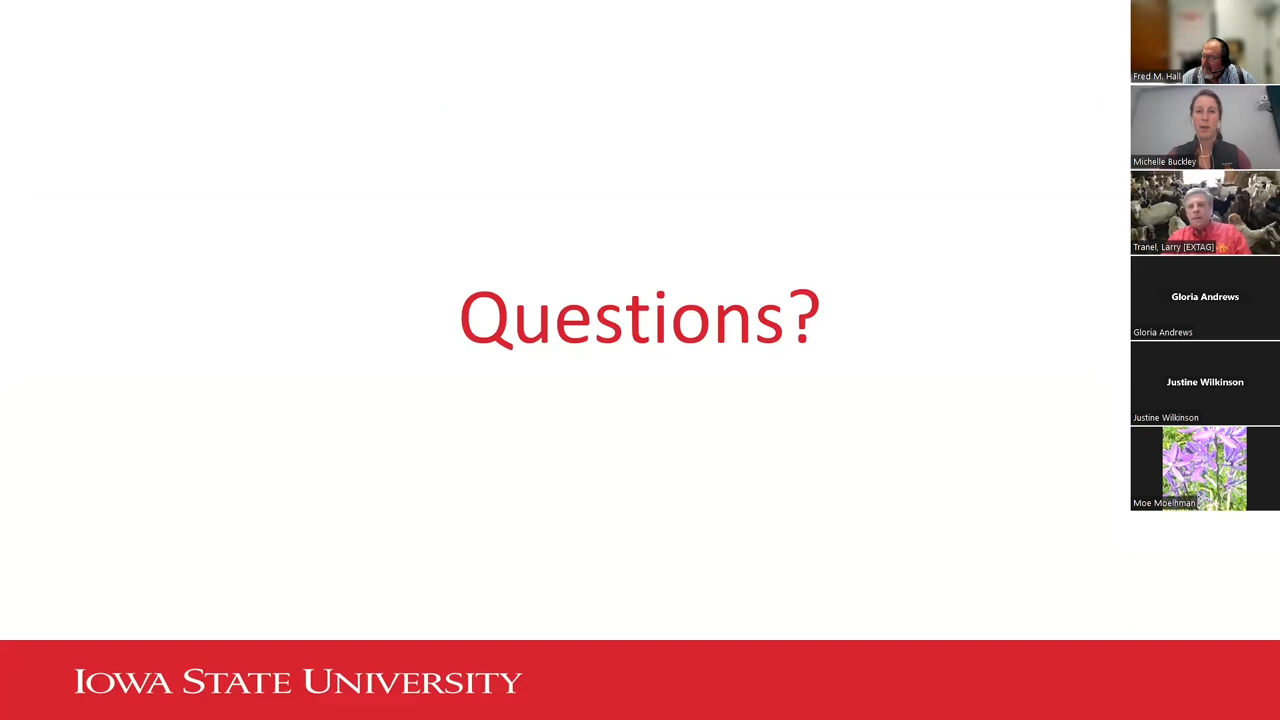 Questions?
IOWA STATE UNIVERSITY
Fred M. Hall
Michelle Buckley
Tranel, Larry [EXTAG]
Gloria Andrews
Gloria Andrews
Justine Wilkinson
Justine Wilkinson
Moe Moelhman